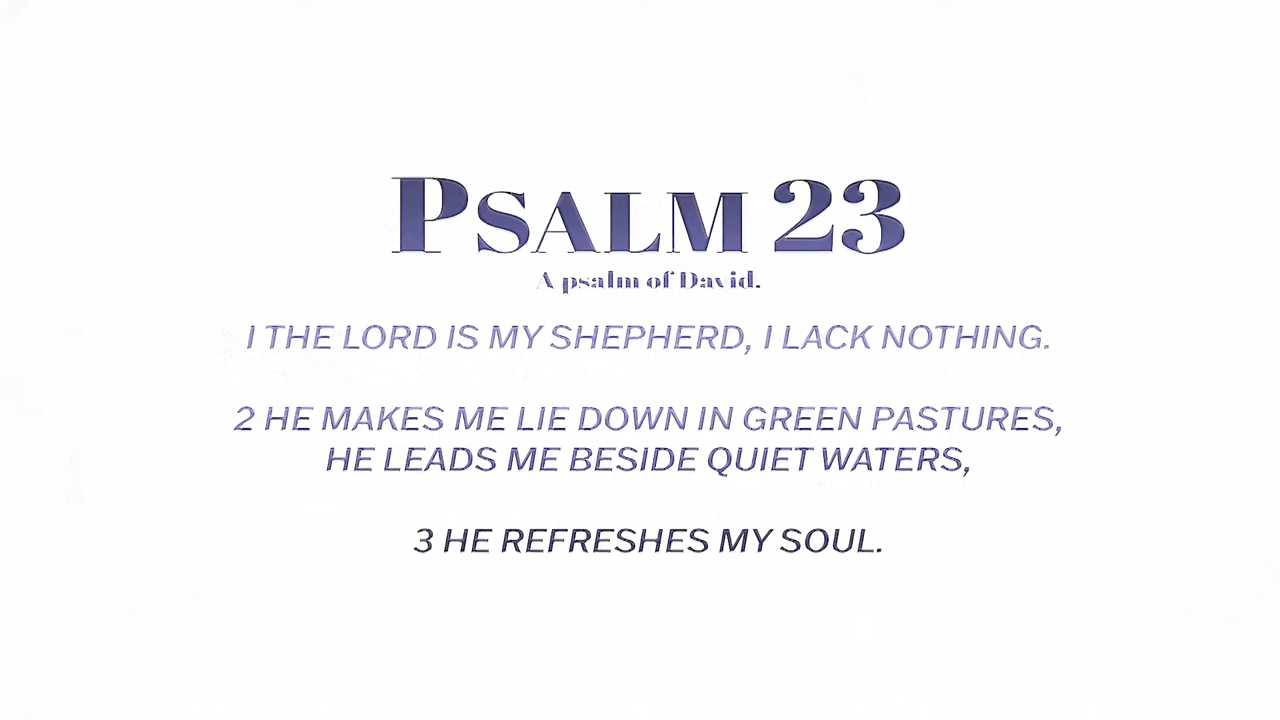 PSALM 23
A psalm of David.
1 THE LORD IS MY SHEPHERD, I LACK NOTHING.
2 HE MAKES ME LIE DOWN IN GREEN PASTURES,
HE LEADS ME BESIDE QUIET WATERS,
3 HE REFRESHES MY SOUL.